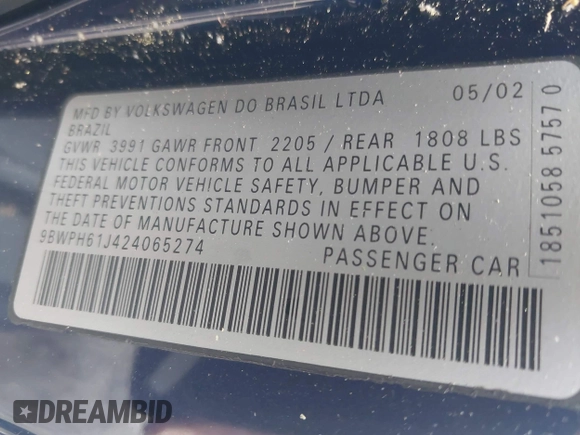 MFD BY VOLKSWAGEN DO BRASIL LTDA 05/02
BRAZIL
GVWR 3991 GAWR FRONT 2205 / REAR 1808 LBS
THIS VEHICLE CONFORMS TO ALL APPLICABLE U.S.
FEDERAL MOTOR VEHICLE SAFETY, BUMPER AND
THEFT PREVENTIONS STANDARDS IN EFFECT ON
THE DATE OF MANUFACTURE SHOWN ABOVE.
9BWPH61J424065274 PASSENGER CAR
1851058 5757 0
DREAMBID